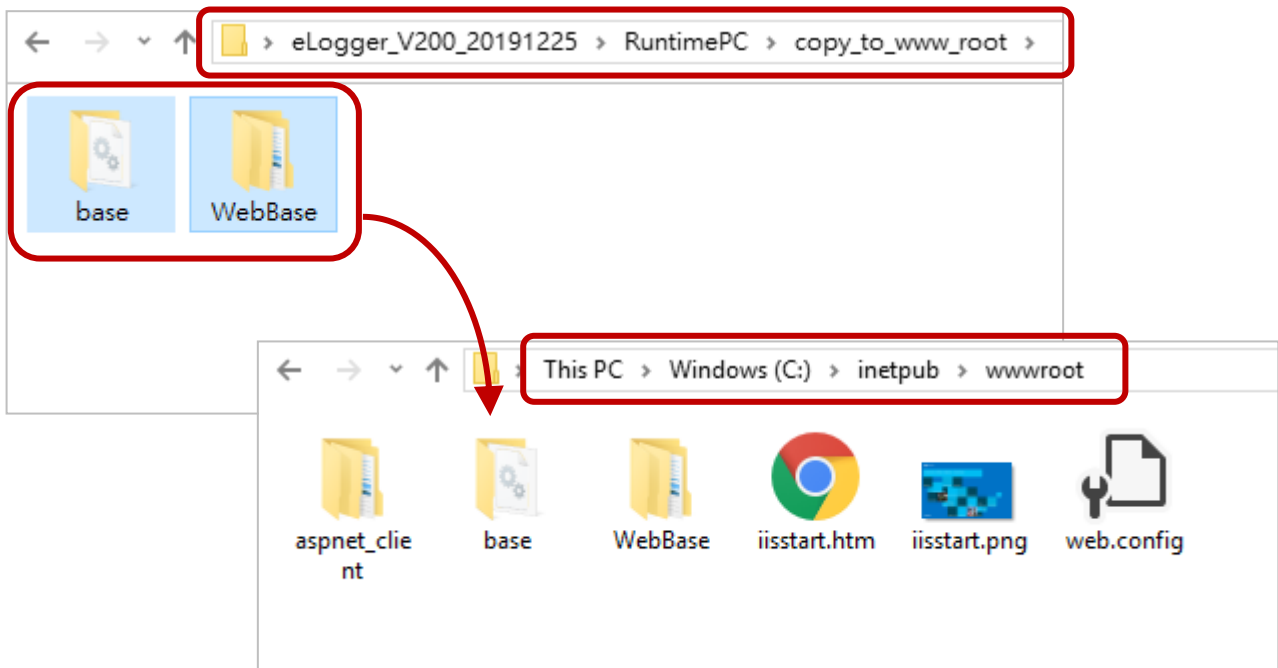 eLogger_V200_20191225 > RuntimePC > copy_to_www_root >
base WebBase
This PC > Windows (C:) > inetpub > wwwroot
aspnet_clie base WebBase iisstart.htm iisstart.png web.config
nt